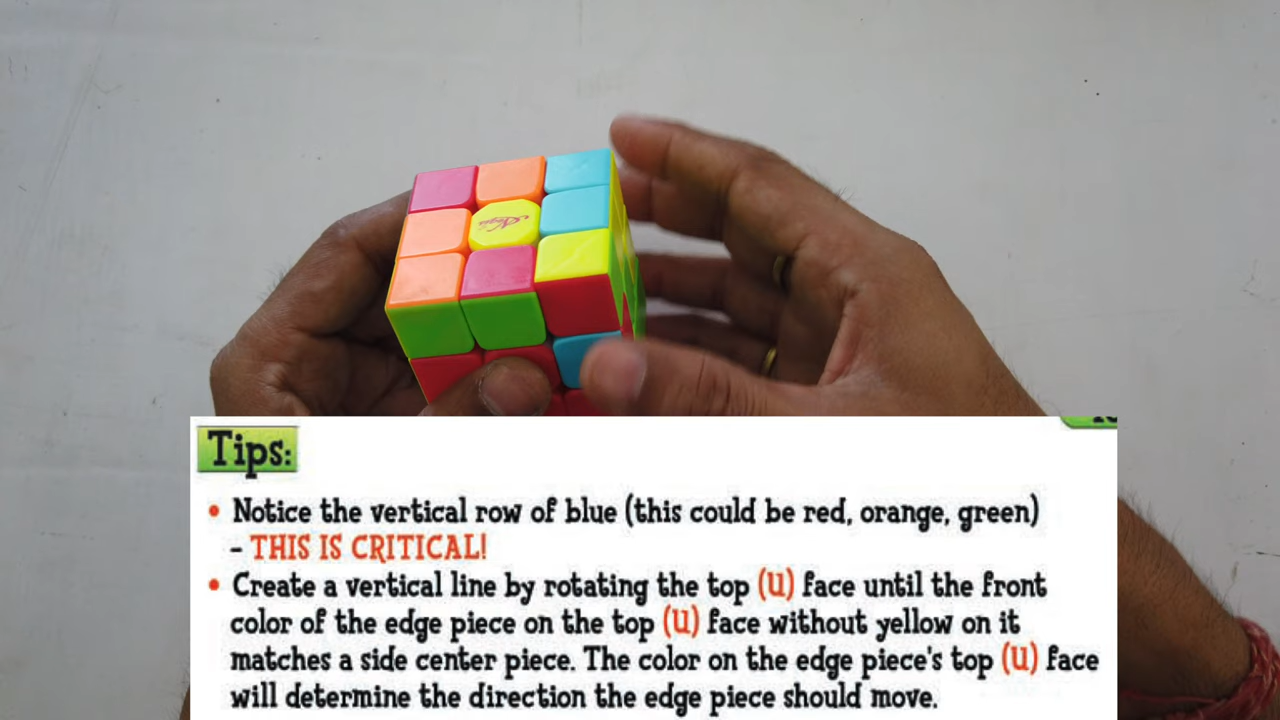 Tips:
• Notice the vertical row of blue (this could be red, orange, green)
- THIS IS CRITICAL!
• Create a vertical line by rotating the top (U) face until the front
color of the edge piece on the top (U) face without yellow on it
matches a side center piece. The color on the edge piece's top (U) face
will determine the direction the edge piece should move.